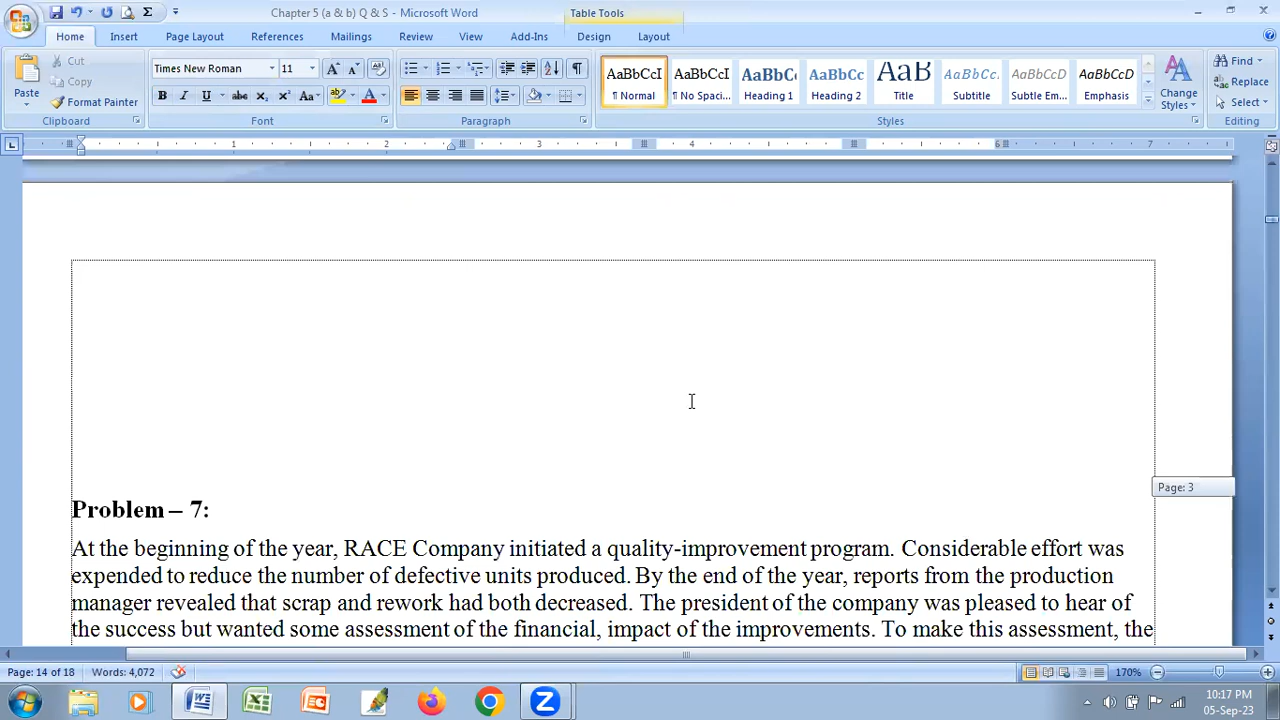 Chapter 5 (a & b) Q & S - Microsoft Word
Table Tools
Home Insert Page Layout References Mailings Review View Add-Ins Design Layout
Cut
Copy
Format Painter
Paste
Clipboard
Times New Roman 11
Font
Paragraph
AaBbCcI AaBbCcI AaBbC AaBbCc AaB AaBbCc. AaBbCcD AaBbCcD
¶ Normal ¶ No Spaci... Heading 1 Heading 2 Title Subtitle Subtle Em... Emphasis
Change Styles
Styles
Find
Replace
Select
Editing
1 2 3 4 6 7
Problem – 7:
Page: 3
At the beginning of the year, RACE Company initiated a quality-improvement program. Considerable effort was
expended to reduce the number of defective units produced. By the end of the year, reports from the production
manager revealed that scrap and rework had both decreased. The president of the company was pleased to hear of
the success but wanted some assessment of the financial, impact of the improvements. To make this assessment, the
Page: 14 of 18 Words: 4,072 170%
10:17 PM
05-Sep-23